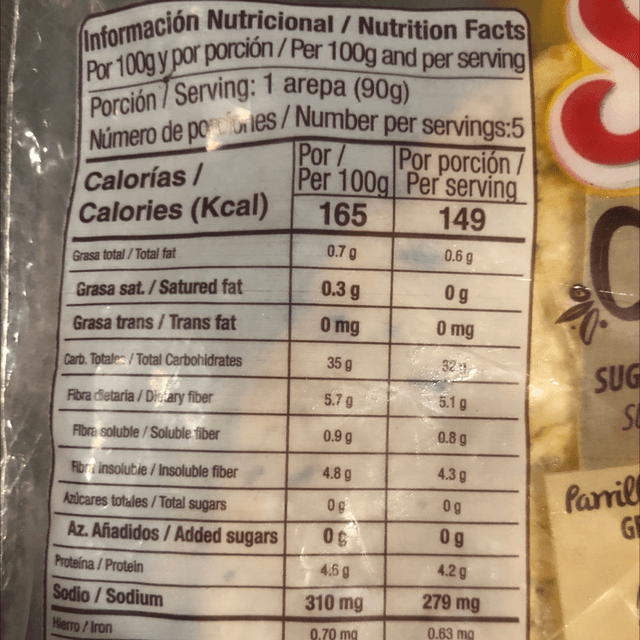 Información Nutricional / Nutrition Facts
Por 100g y por porción / Per 100g and per serving
Porción / Serving: 1 arepa (90g)
Número de porciones / Number per servings:5
Calorías / Calories (Kcal) Por / Per 100g 165 Por porción / Per serving 149
Grasa total / Total fat 0.7 g 0.6 g
Grasa sat. / Satured fat 0.3 g 0 g
Grasa trans / Trans fat 0 mg 0 mg
Carb. Totales / Total Carbohidrates 35 g 32 g
Fibra dietaria / Dietary fiber 5.7 g 5.1 g
Fibra soluble / Soluble fiber 0.9 g 0.8 g
Fibra insoluble / Insoluble fiber 4.8 g 4.3 g
Azúcares totales / Total sugars 0 g 0 g
Az. Añadidos / Added sugars 0 g 0 g
Proteína / Protein 4.6 g 4.2 g
Sodio / Sodium 310 mg 279 mg
Hierro / Iron 0.70 mg 0.63 mg
SUG